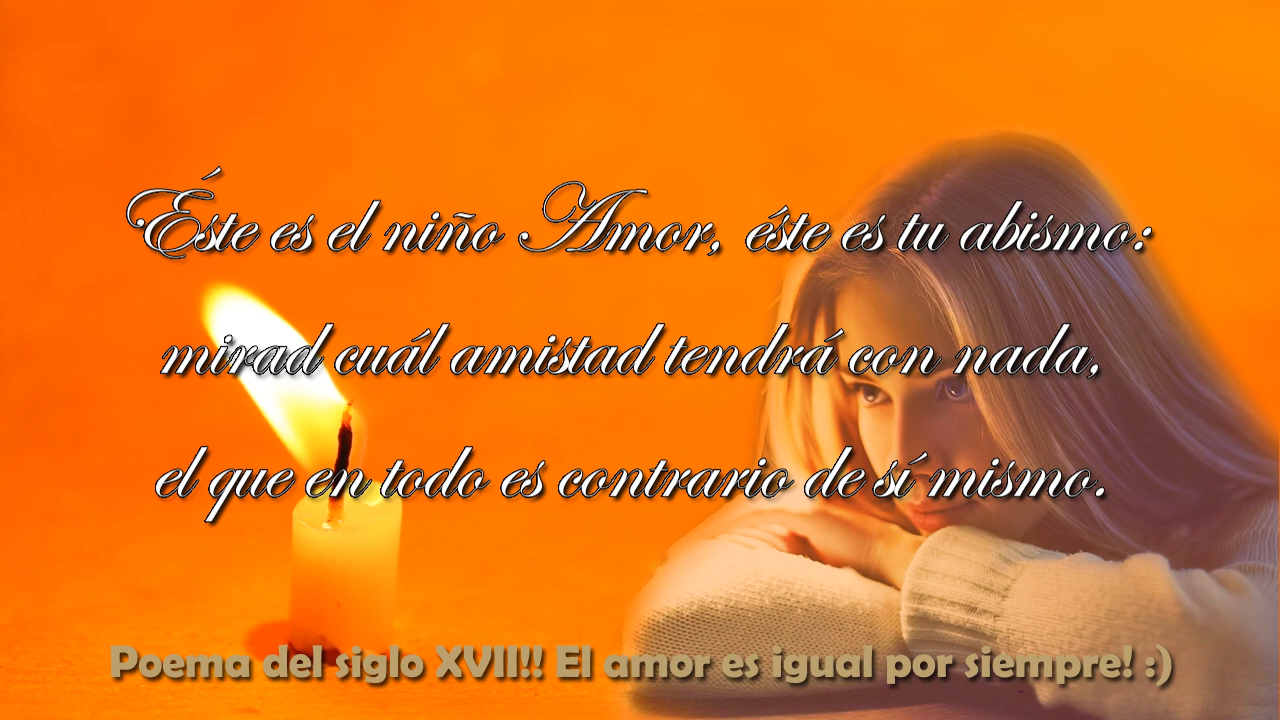 Éste es el niño Amor, éste es tu abismo:
mirad cuál amistad tendrá con nada,
el que en todo es contrario de sí mismo.
Poema del siglo XVII!! El amor es igual por siempre! :)